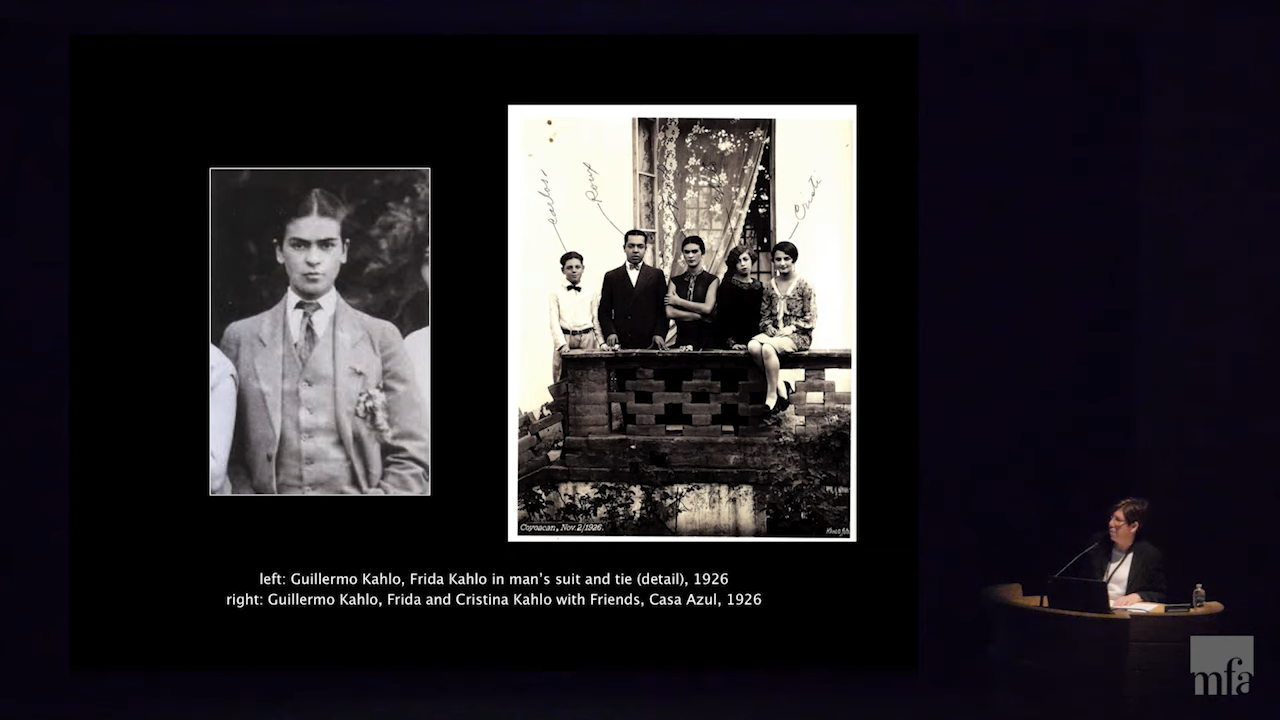 Carlos
Roux
Cristi
Coyoacan, Nov. 2/1926.
left: Guillermo Kahlo, Frida Kahlo in man's suit and tie (detail), 1926
right: Guillermo Kahlo, Frida and Cristina Kahlo with Friends, Casa Azul, 1926
mfa